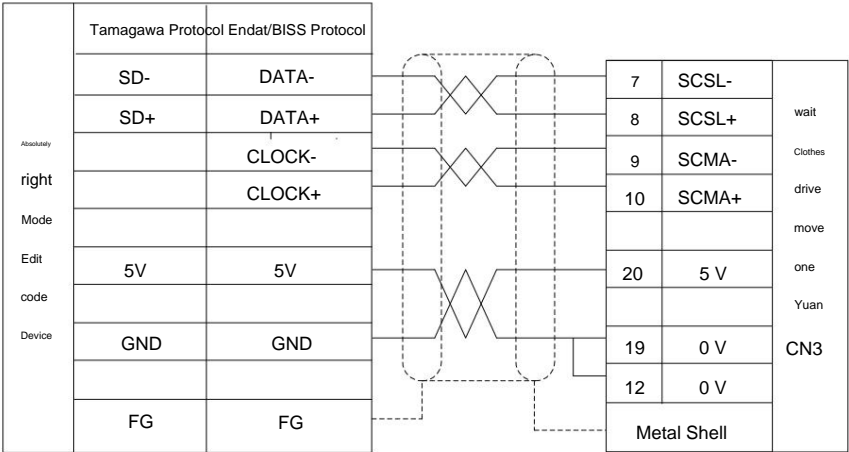 Tamagawa Protocol Endat/BISS Protocol
SD- DATA-
SD+ DATA+
CLOCK-
CLOCK+
5V 5V
GND GND
FG FG
Absolutely
right
Mode
Edit
code
Device
7 SCSL-
8 SCSL+
9 SCMA-
10 SCMA+
20 5 V
19 0 V
12 0 V
Metal Shell
wait
Clothes
drive
move
one
Yuan
CN3